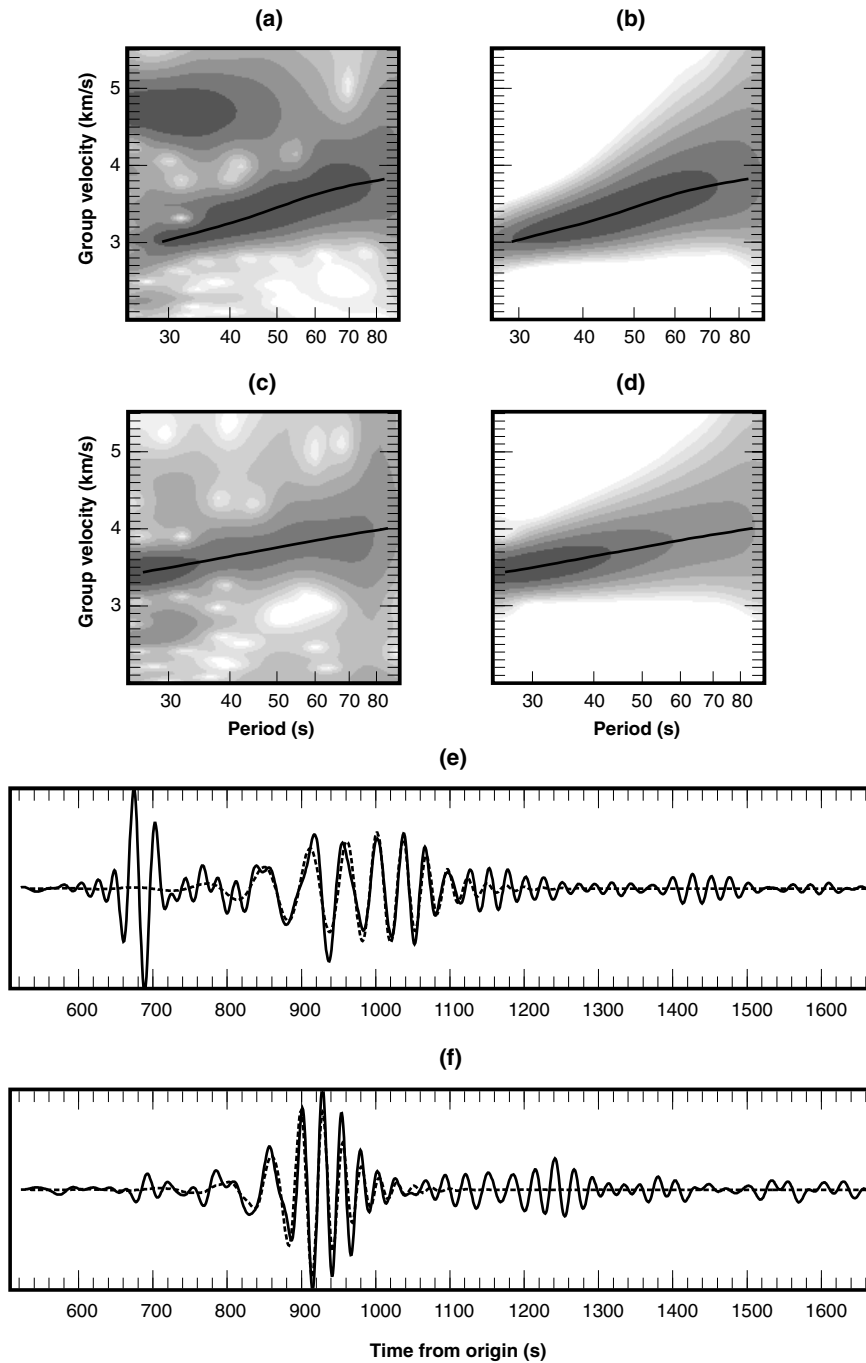 (a)
(b)
Group velocity (km/s)
5
4
3
30 40 50 60 70 80
30 40 50 60 70 80
(c)
(d)
Group velocity (km/s)
5
4
3
30 40 50 60 70 80
30 40 50 60 70 80
Period (s)
Period (s)
(e)
600 700 800 900 1000 1100 1200 1300 1400 1500 1600
(f)
600 700 800 900 1000 1100 1200 1300 1400 1500 1600
Time from origin (s)